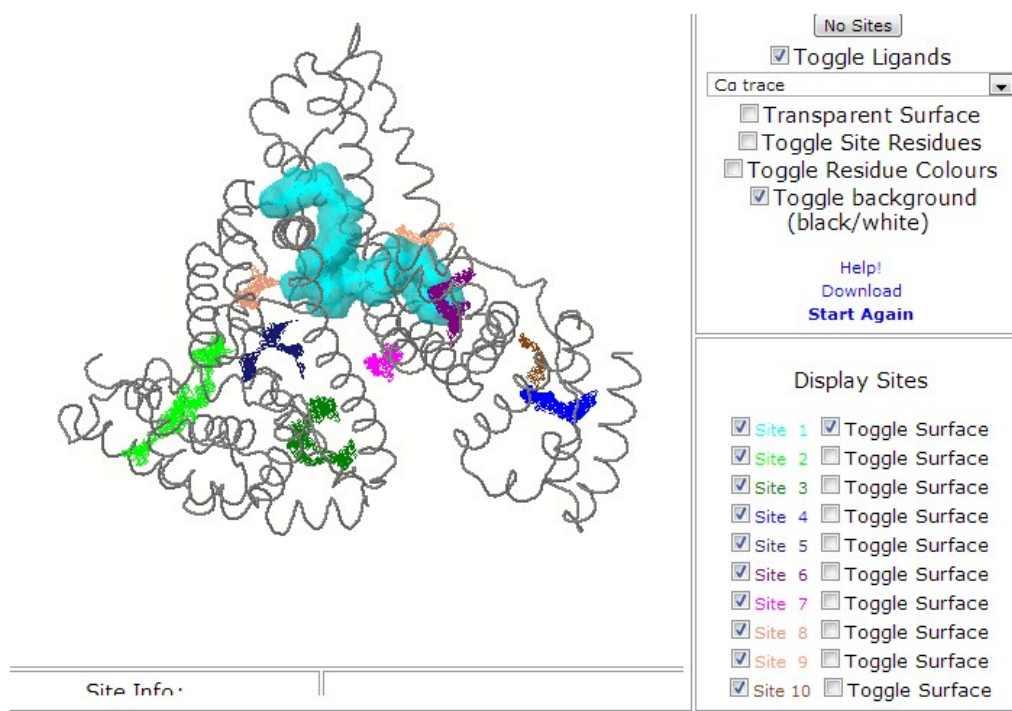 No Sites
Toggle Ligands
Cα trace
Transparent Surface
Toggle Site Residues
Toggle Residue Colours
Toggle background
(black/white)
Help!
Download
Start Again
Display Sites
Site 1 Toggle Surface
Site 2 Toggle Surface
Site 3 Toggle Surface
Site 4 Toggle Surface
Site 5 Toggle Surface
Site 6 Toggle Surface
Site 7 Toggle Surface
Site 8 Toggle Surface
Site 9 Toggle Surface
Site 10 Toggle Surface
Site Info: